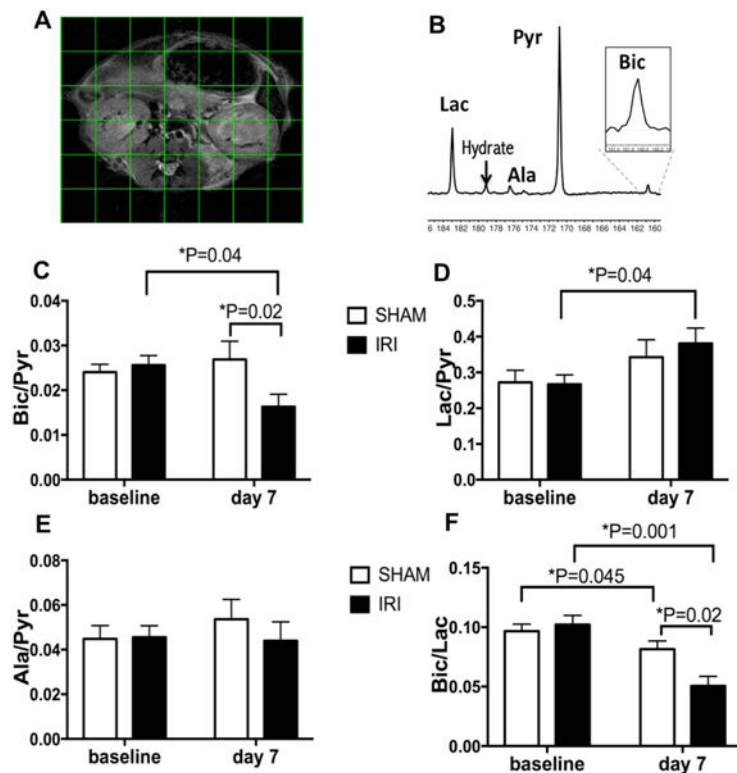 A
B
Pyr
Bic
Lac
Hydrate
Ala
6 184 182 180 179 176 174 172 170 168 166 164 162 160
C
*P=0.04
*P=0.02
0.04
0.03
0.02
0.01
0.00
Bic/Pyr
baseline
day 7
SHAM
IRI
D
*P=0.04
0.5
0.4
0.3
0.2
0.1
0.0
Lac/Pyr
baseline
day 7
E
0.08
0.06
0.04
0.02
0.00
Ala/Pyr
baseline
day 7
SHAM
IRI
F
*P=0.001
*P=0.045
*P=0.02
0.15
0.10
0.05
0.00
Bic/Lac
baseline
day 7